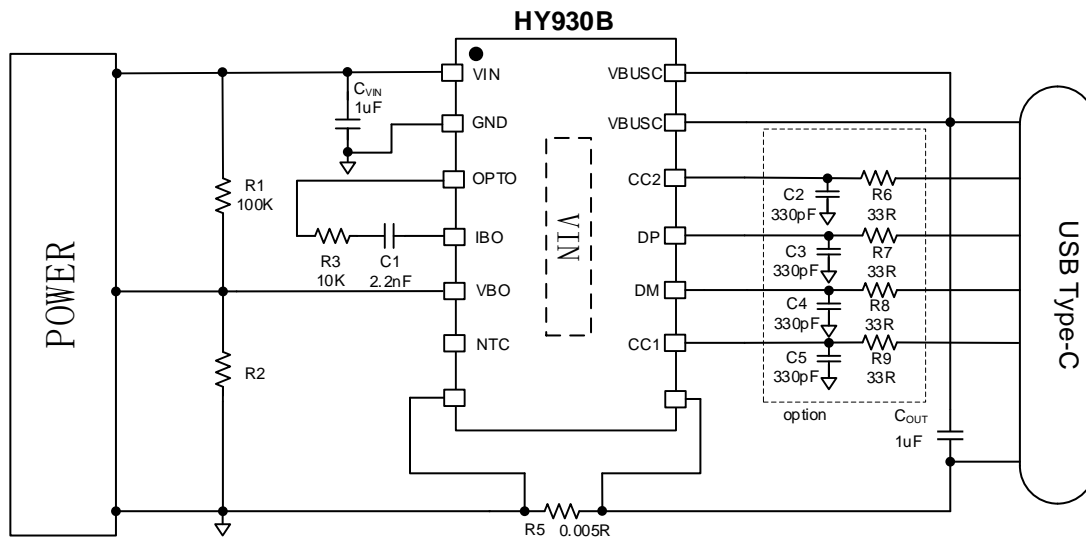 HY930B
POWER
VIN
GND
OPTO
IBO
VBO
NTC
VBUSC
VBUSC
CC2
DP
DM
CC1
VIN
CVIN
1uF
R1
100K
R3
10K
C1
2.2nF
R2
C2
330pF
R6
33R
C3
330pF
R7
33R
C4
330pF
R8
33R
C5
330pF
R9
33R
option
COUT
1uF
R5
0.005R
USB Type-C